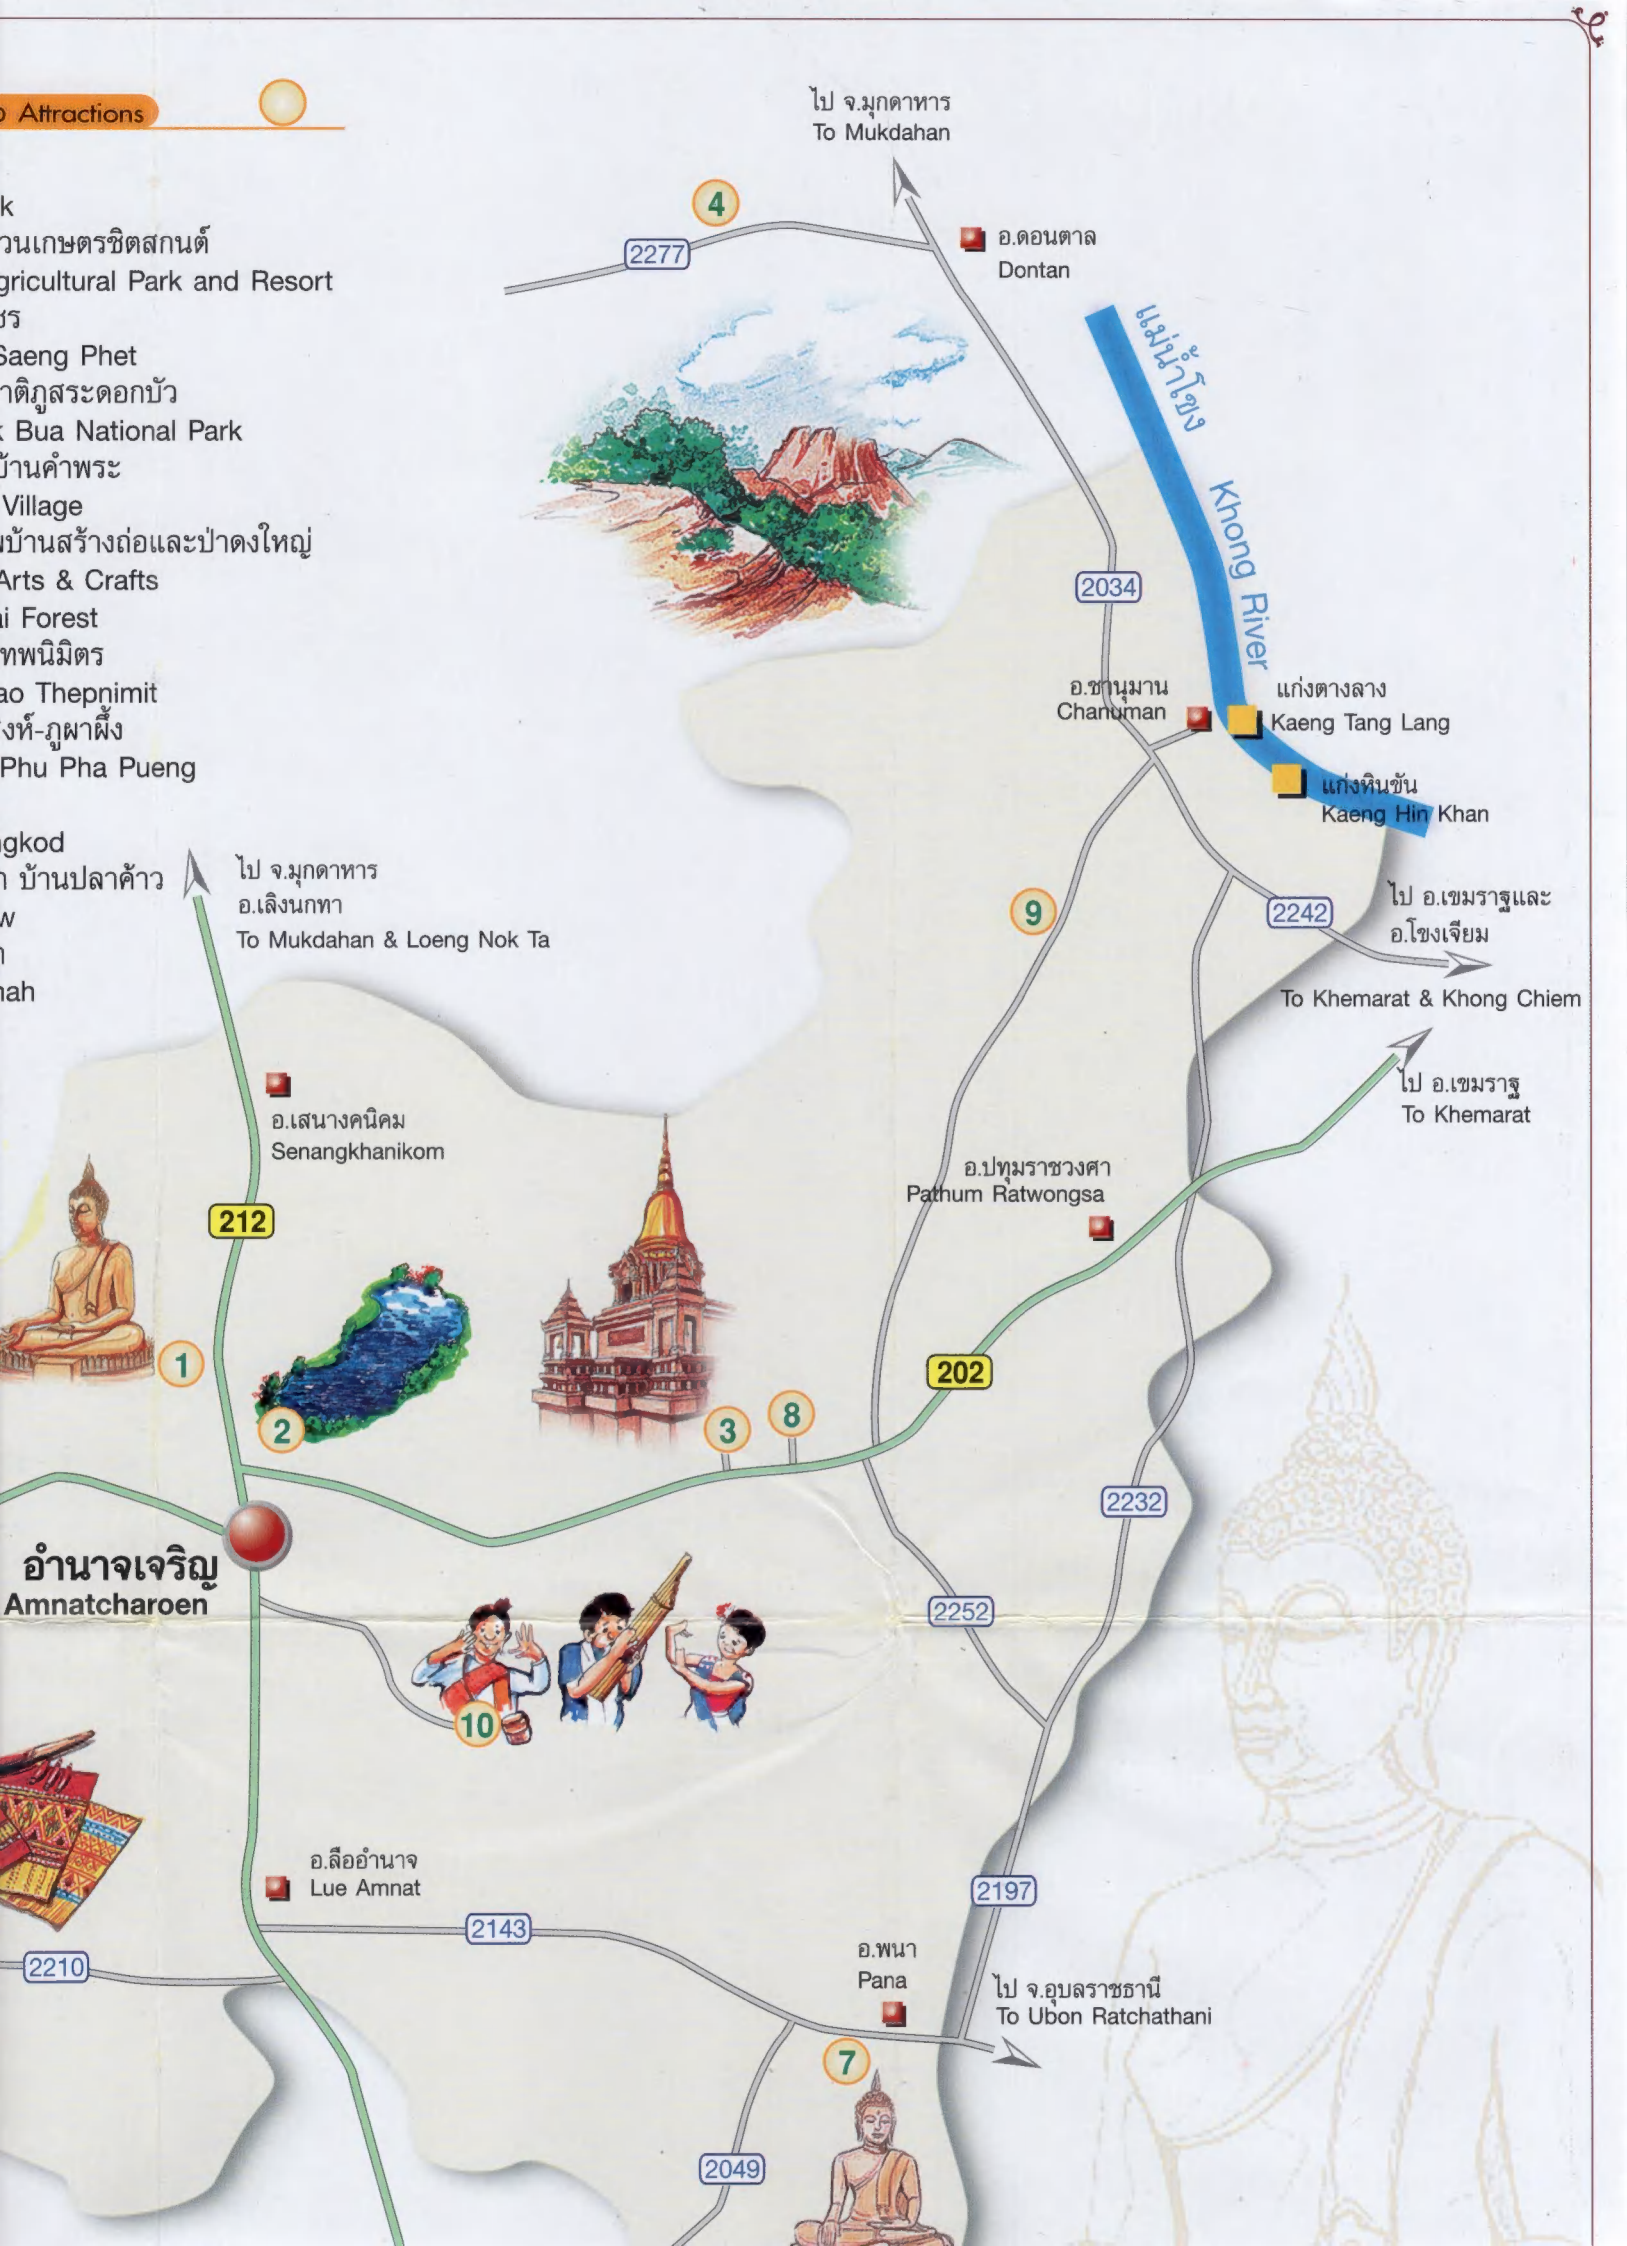 Attractions
k
วนเกษตรชิตสกนต์
gricultural Park and Resort
ชร
Saeng Phet
าติภูสระดอกบัว
k Bua National Park
บ้านคำพระ
Village
มบ้านสร้างถ่อและป่าดงใหญ่
Arts & Crafts
ai Forest
ทพนิมิตร
ao Thepnimit
ิงห์-ภูผาผึ้ง
Phu Pha Pueng
gkod
า บ้านปลาค้าว
w
า
nah
ไป จ.มุกดาหาร
To Mukdahan
4
2277
อ.ดอนตาล
Dontan
แม่น้ำโขง
Khong River
2034
อ.ชานุมาน
Chanuman
แก่งตางลาง
Kaeng Tang Lang
แก่งหินขัน
Kaeng Hin Khan
ไป จ.มุกดาหาร
อ.เลิงนกทา
To Mukdahan & Loeng Nok Ta
9
2242
ไป อ.เขมราฐและ
อ.โขงเจียม
To Khemarat & Khong Chiem
ไป อ.เขมราฐ
To Khemarat
อ.เสนางคนิคม
Senangkhanikom
อ.ปทุมราชวงศา
Pathum Ratwongsa
212
1
2
202
3
8
2232
อำนาจเจริญ
Amnatcharoen
2252
10
อ.ลืออำนาจ
Lue Amnat
2197
2143
2210
อ.พนา
Pana
ไป จ.อุบลราชธานี
To Ubon Ratchathani
7
2049